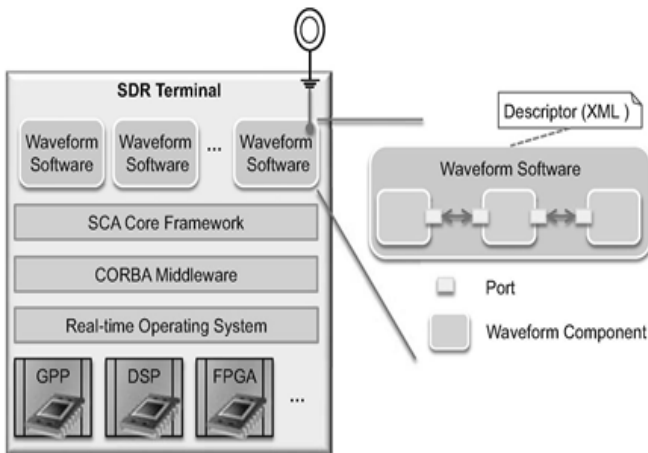 SDR Terminal
Waveform
Software
Waveform
Software
...
Waveform
Software
SCA Core Framework
CORBA Middleware
Real-time Operating System
GPP
DSP
FPGA
...
Descriptor (XML )
Waveform Software
Port
Waveform Component